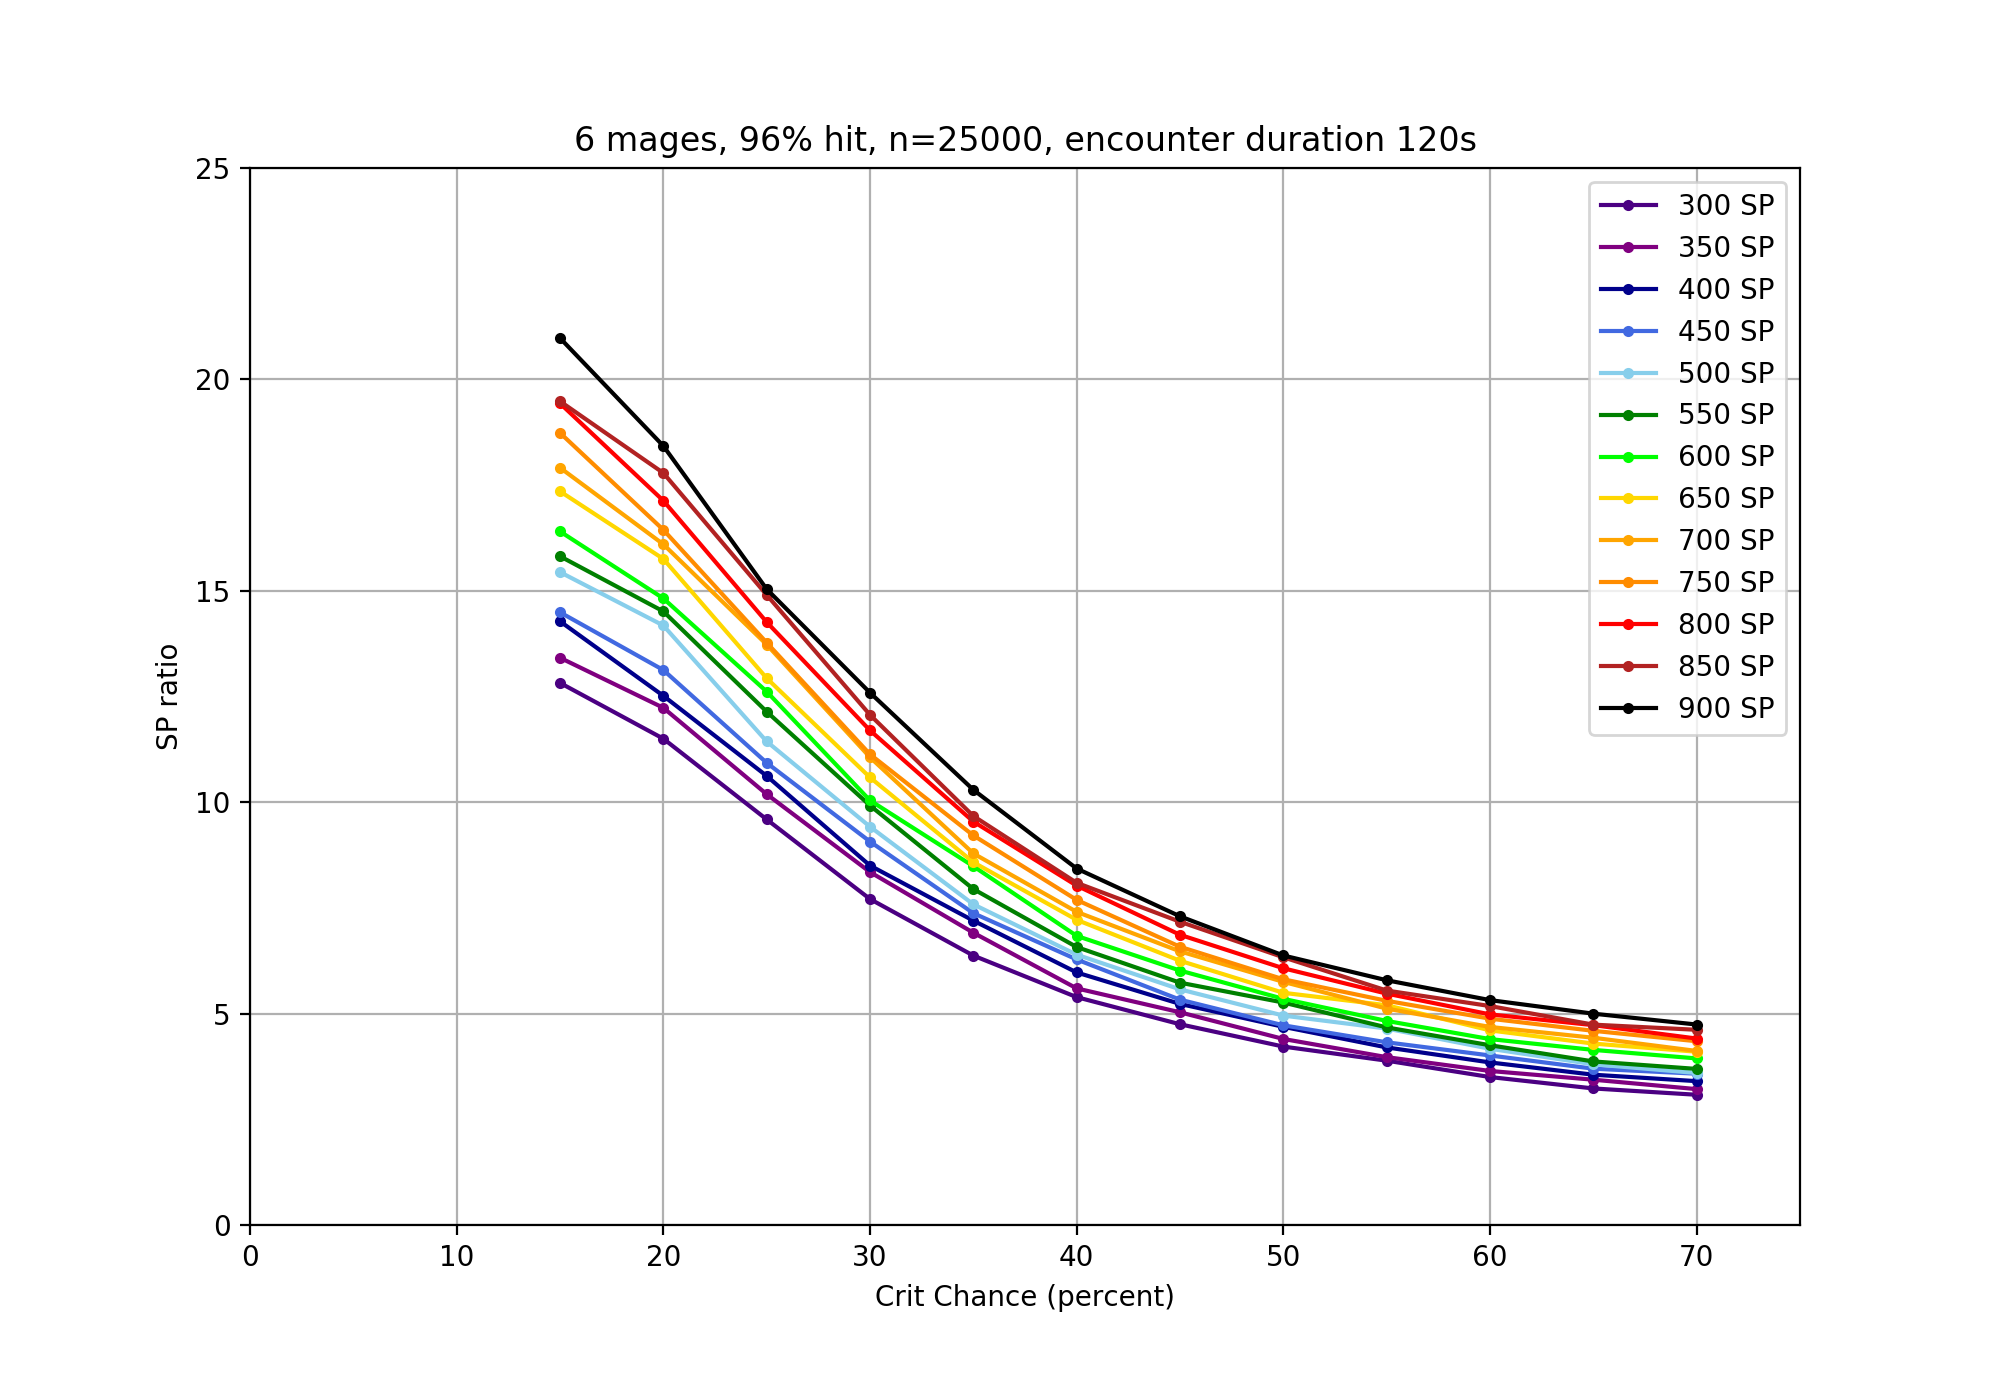 6 mages, 96% hit, n=25000, encounter duration 120s
25
20
15
10
5
0
SP ratio
0 10 20 30 40 50 60 70
Crit Chance (percent)
300 SP
350 SP
400 SP
450 SP
500 SP
550 SP
600 SP
650 SP
700 SP
750 SP
800 SP
850 SP
900 SP